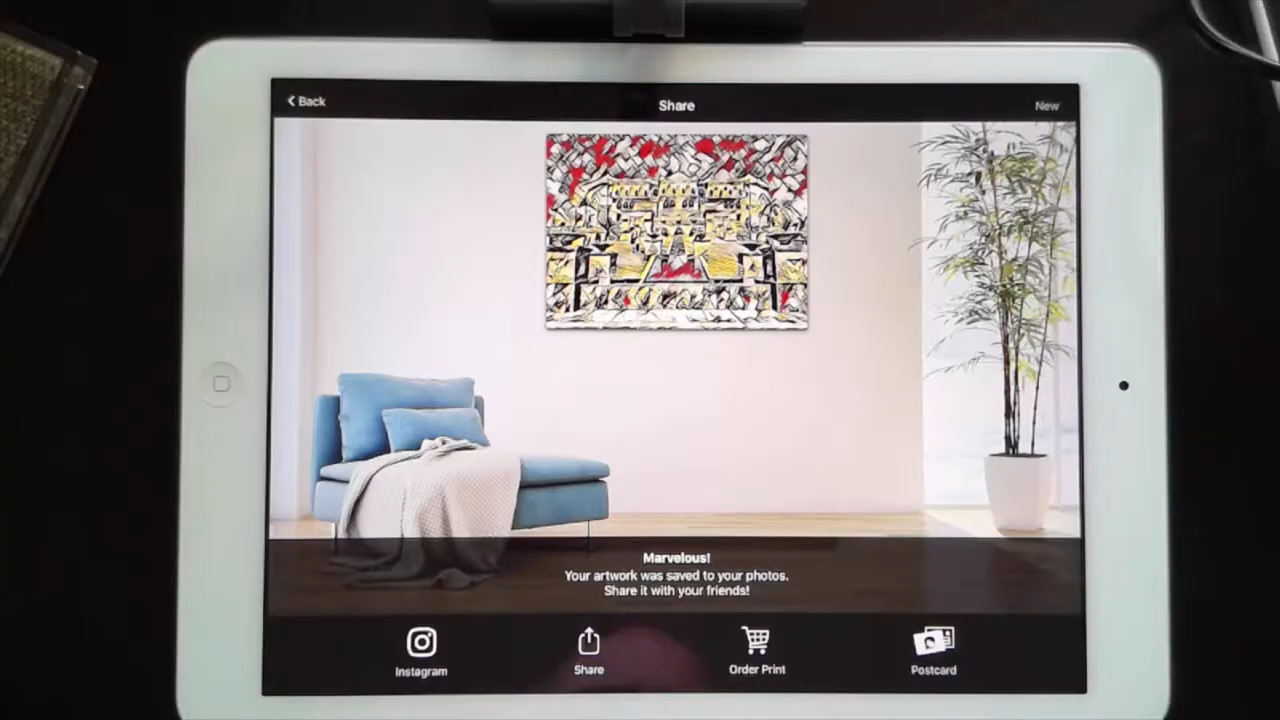 Back
Share
New
Marvelous!
Your artwork was saved to your photos.
Share it with your friends!
Instagram
Share
Order Print
Postcard